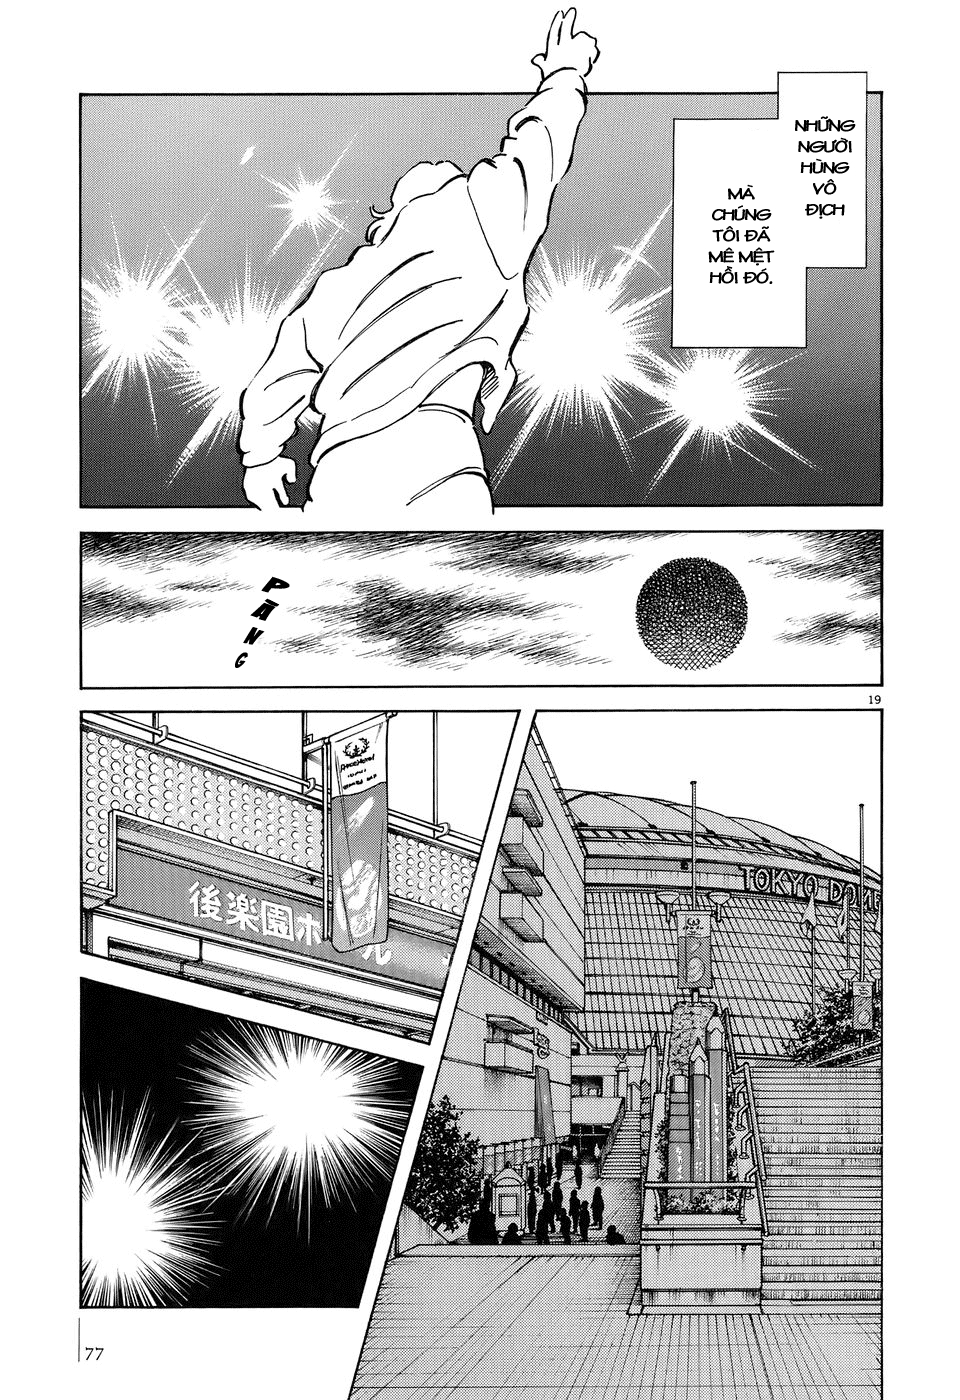 NHỮNG
NGƯỜI
HÙNG
VÔ
ĐỊCH
MÀ
CHÚNG
TÔI ĐÃ
MÊ MỆT
HỒI ĐÓ.
PĂNG
19
後楽園ホール
TOKYO DOME
77